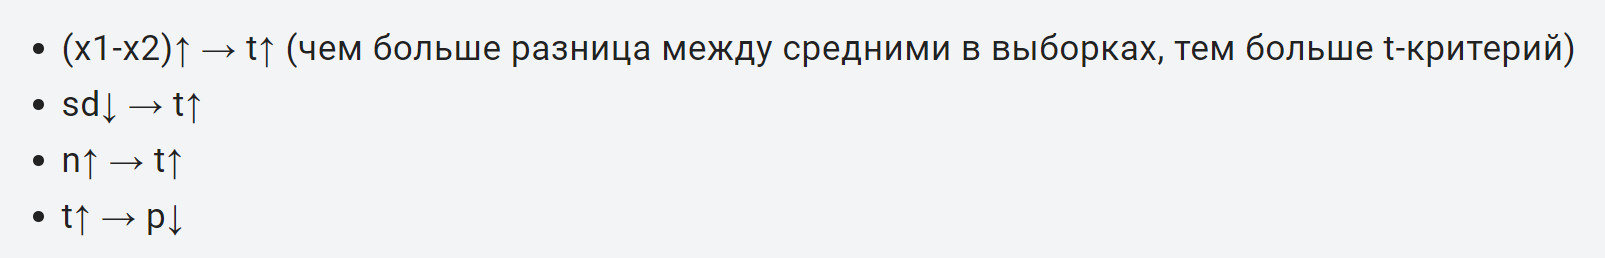 • (x1-x2)↑ → t↑ (чем больше разница между средними в выборках, тем больше t-критерий)
• sd↓ → t↑
• n↑ → t↑
• t↑ → p↓